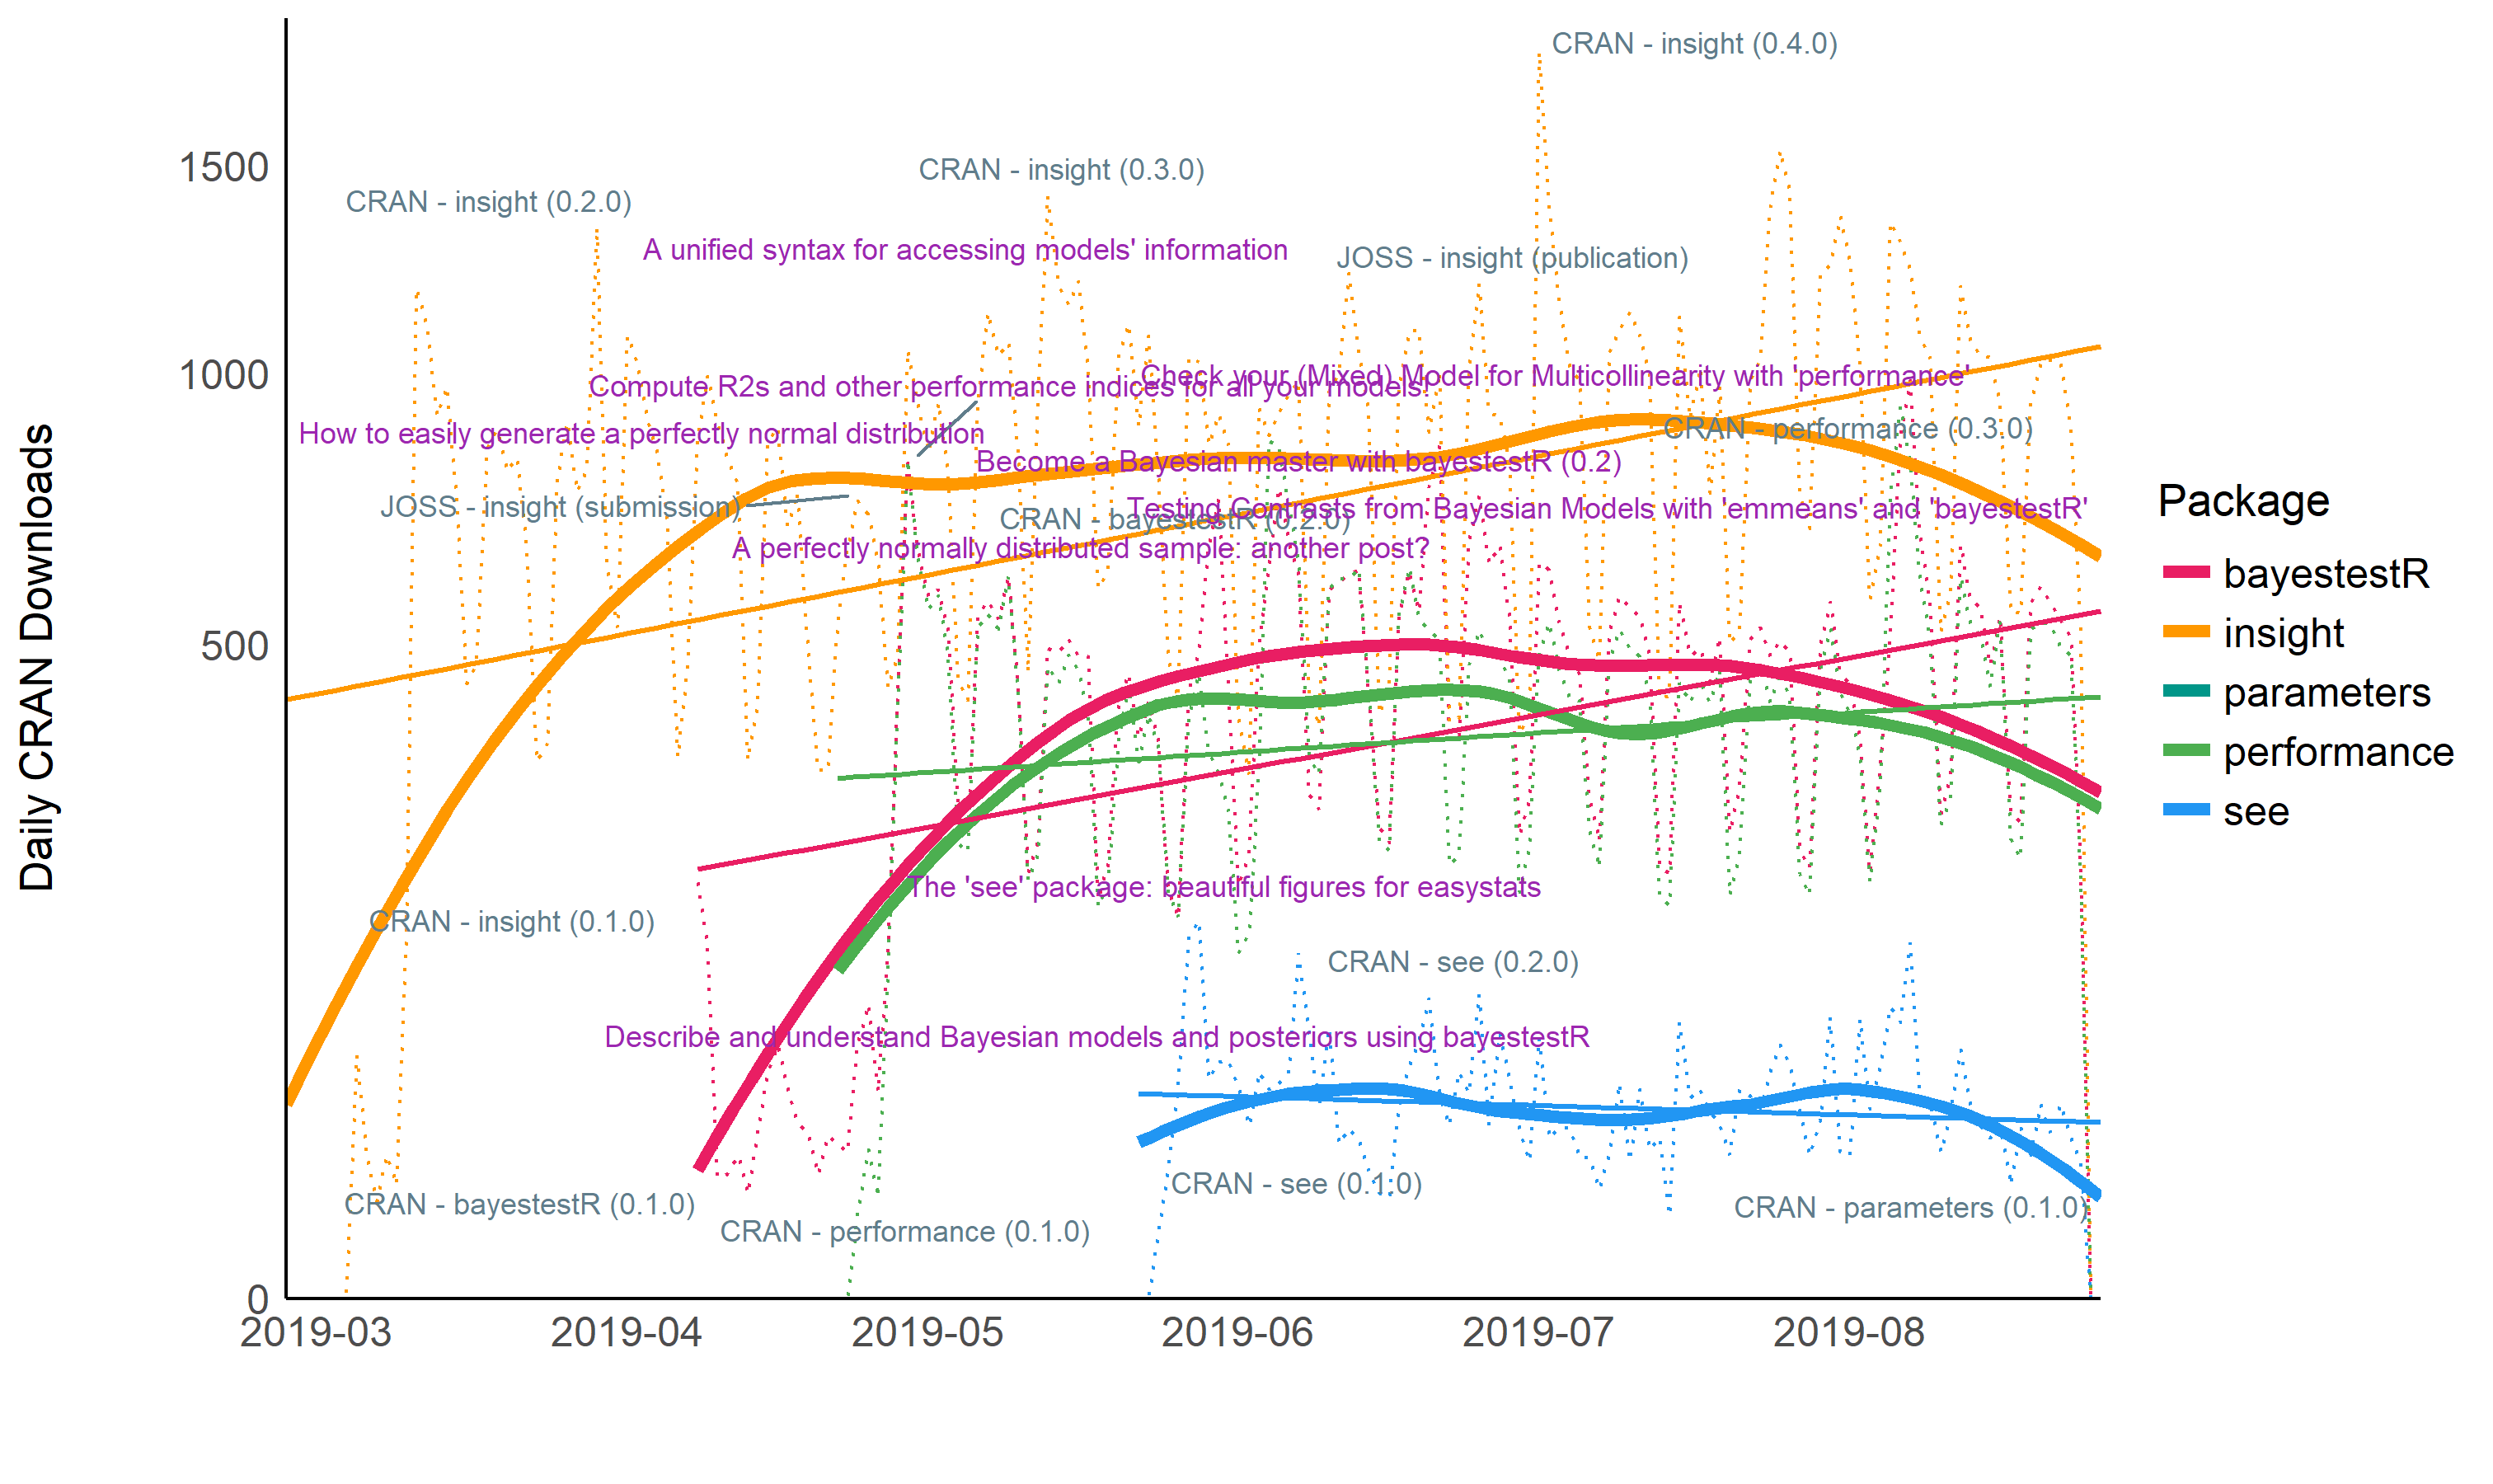 CRAN - insight (0.4.0)
1500
CRAN - insight (0.3.0)
CRAN - insight (0.2.0)
A unified syntax for accessing models' information
JOSS - insight (publication)
1000
Check your (Mixed) Model for Multicollinearity with 'performance'
Compute R2s and other performance indices for all your models!
How to easily generate a perfectly normal distribution
CRAN - performance (0.3.0)
Become a Bayesian master with bayestestR (0.2)
JOSS - insight (submission)
Testing Contrasts from Bayesian Models with 'emmeans' and 'bayestestR'
CRAN - bayestestR (0.2.0)
A perfectly normally distributed sample: another post?
500
Daily CRAN Downloads
The 'see' package: beautiful figures for easystats
CRAN - insight (0.1.0)
CRAN - see (0.2.0)
Describe and understand Bayesian models and posteriors using bayestestR
CRAN - see (0.1.0)
CRAN - bayestestR (0.1.0)
CRAN - parameters (0.1.0)
CRAN - performance (0.1.0)
0
2019-03
2019-04
2019-05
2019-06
2019-07
2019-08
Package
bayestestR
insight
parameters
performance
see